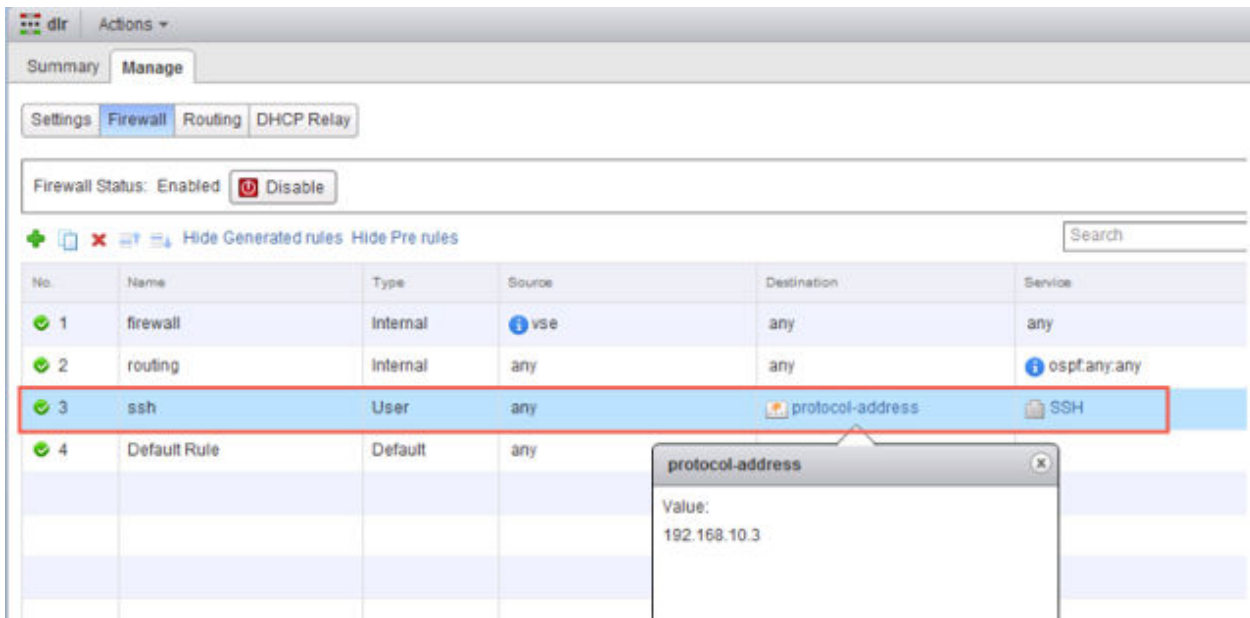 dlr Actions
Summary Manage
Settings Firewall Routing DHCP Relay
Firewall Status: Enabled Disable
Hide Generated rules Hide Pre rules Search
No. Name Type Source Destination Service
1 firewall Internal vse any any
2 routing Internal any any ospf:any:any
3 ssh User any protocol-address SSH
4 Default Rule Default any
protocol-address
Value:
192.168.10.3